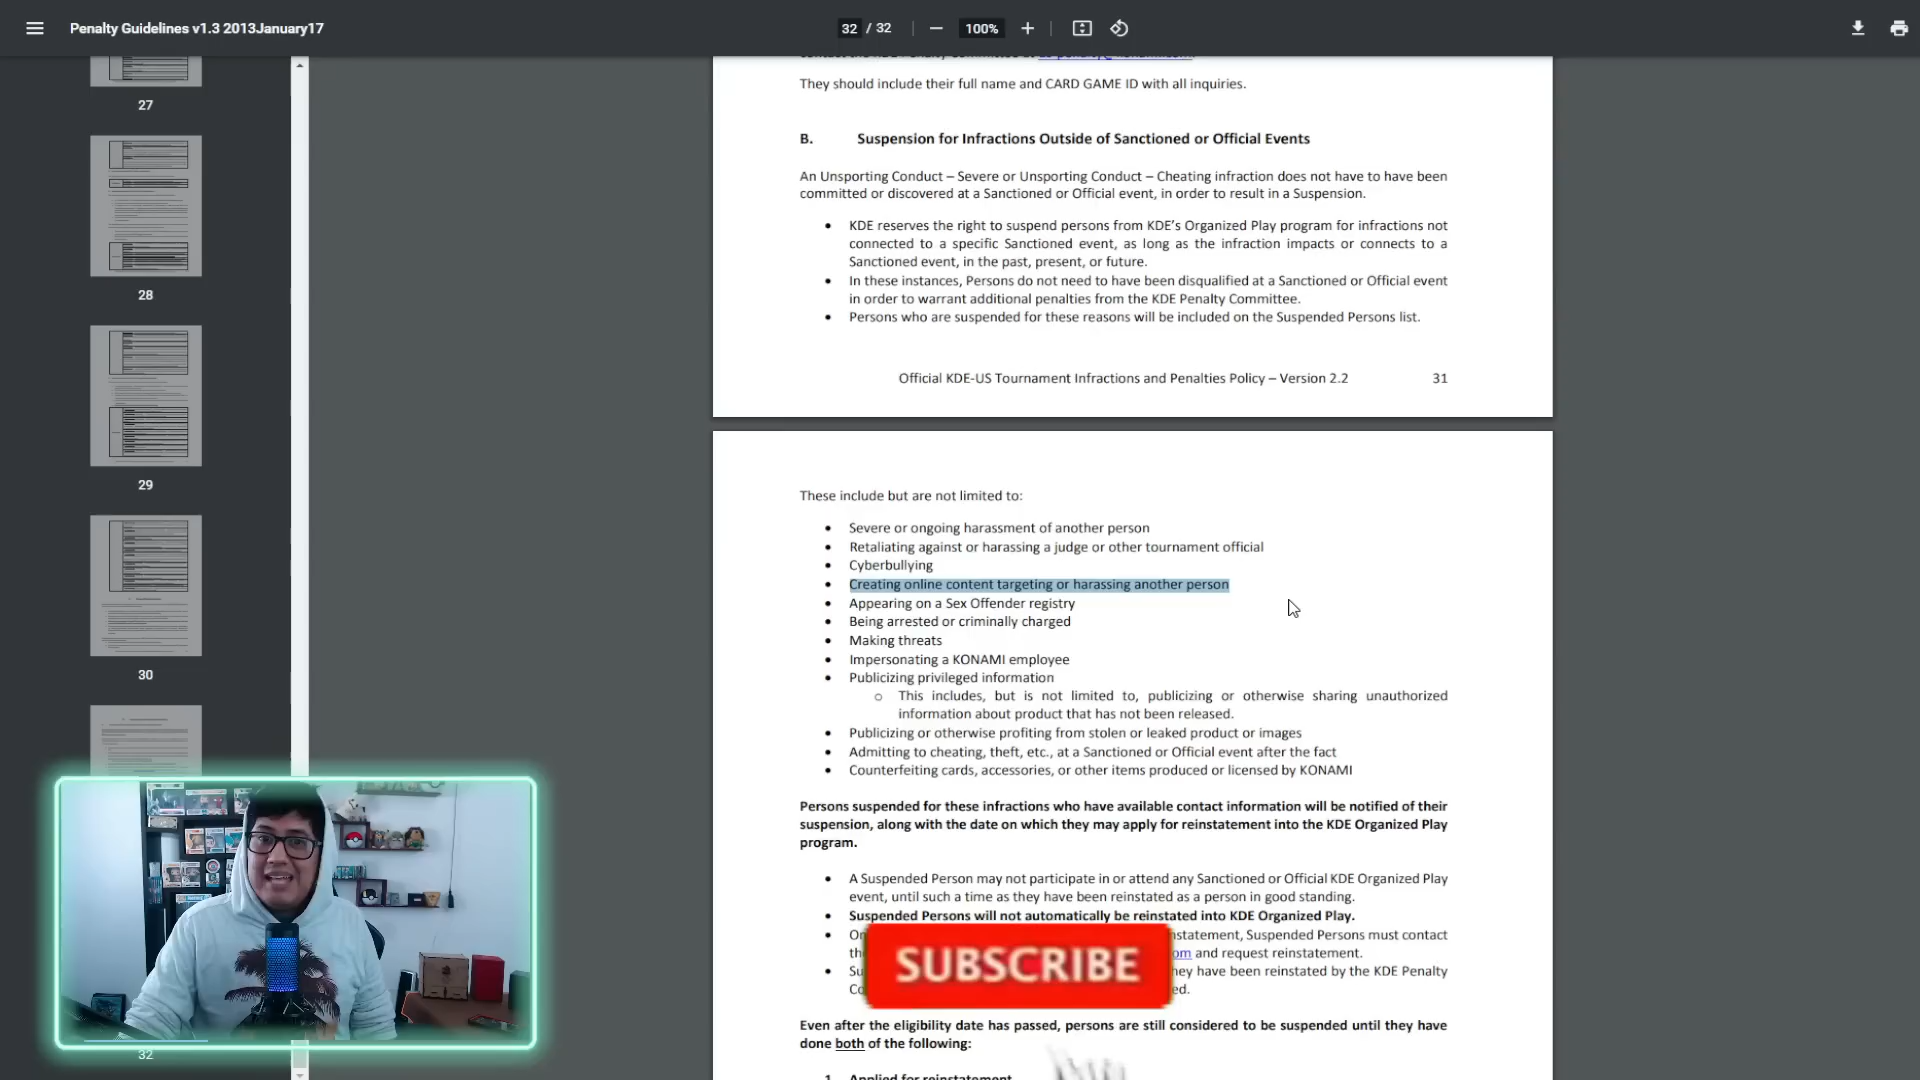 Penalty Guidelines v1.3 2013January17
32 / 32
100%
27
28
29
30
32
They should include their full name and CARD GAME ID with all inquiries.
B. Suspension for Infractions Outside of Sanctioned or Official Events
An Unsporting Conduct – Severe or Unsporting Conduct – Cheating infraction does not have to have been
committed or discovered at a Sanctioned or Official event, in order to result in a Suspension.
• KDE reserves the right to suspend persons from KDE's Organized Play program for infractions not
connected to a specific Sanctioned event, as long as the infraction impacts or connects to a
Sanctioned event, in the past, present, or future.
• In these instances, Persons do not need to have been disqualified at a Sanctioned or Official event
in order to warrant additional penalties from the KDE Penalty Committee.
• Persons who are suspended for these reasons will be included on the Suspended Persons list.
Official KDE-US Tournament Infractions and Penalties Policy – Version 2.2 31
These include but are not limited to:
• Severe or ongoing harassment of another person
• Retaliating against or harassing a judge or other tournament official
• Cyberbullying
• Creating online content targeting or harassing another person
• Appearing on a Sex Offender registry
• Being arrested or criminally charged
• Making threats
• Impersonating a KONAMI employee
• Publicizing privileged information
o This includes, but is not limited to, publicizing or otherwise sharing unauthorized
information about product that has not been released.
• Publicizing or otherwise profiting from stolen or leaked product or images
• Admitting to cheating, theft, etc., at a Sanctioned or Official event after the fact
• Counterfeiting cards, accessories, or other items produced or licensed by KONAMI
Persons suspended for these infractions who have available contact information will be notified of their
suspension, along with the date on which they may apply for reinstatement into the KDE Organized Play
program.
• A Suspended Person may not participate in or attend any Sanctioned or Official KDE Organized Play
event, until such a time as they have been reinstated as a person in good standing.
• Suspended Persons will not automatically be reinstated into KDE Organized Play.
• On statement, Suspended Persons must contact
the om and request reinstatement.
• Su hey have been reinstated by the KDE Penalty
Co ed.
SUBSCRIBE
Even after the eligibility date has passed, persons are still considered to be suspended until they have
done both of the following:
1. Applied for reinstatement